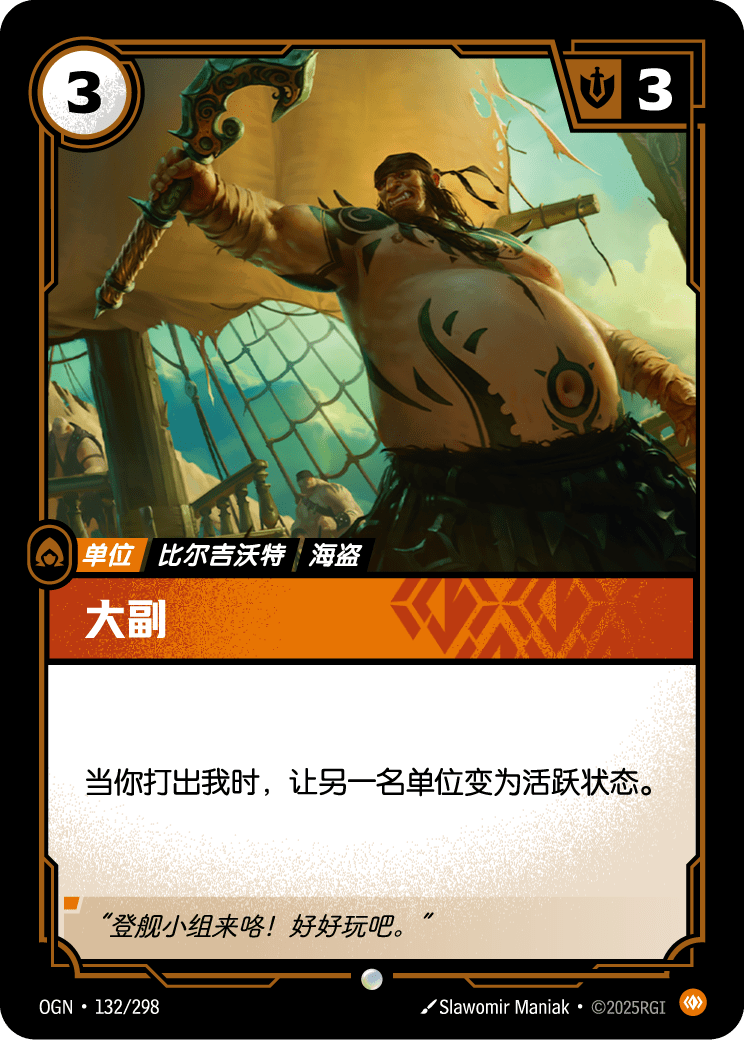 3
3
单位 比尔吉沃特 海盗
大副
当你打出我时，让另一名单位变为活跃状态。
“登舰小组来咯！好好玩吧。”
OGN • 132/298 Slawomir Maniak • ©2025RGI